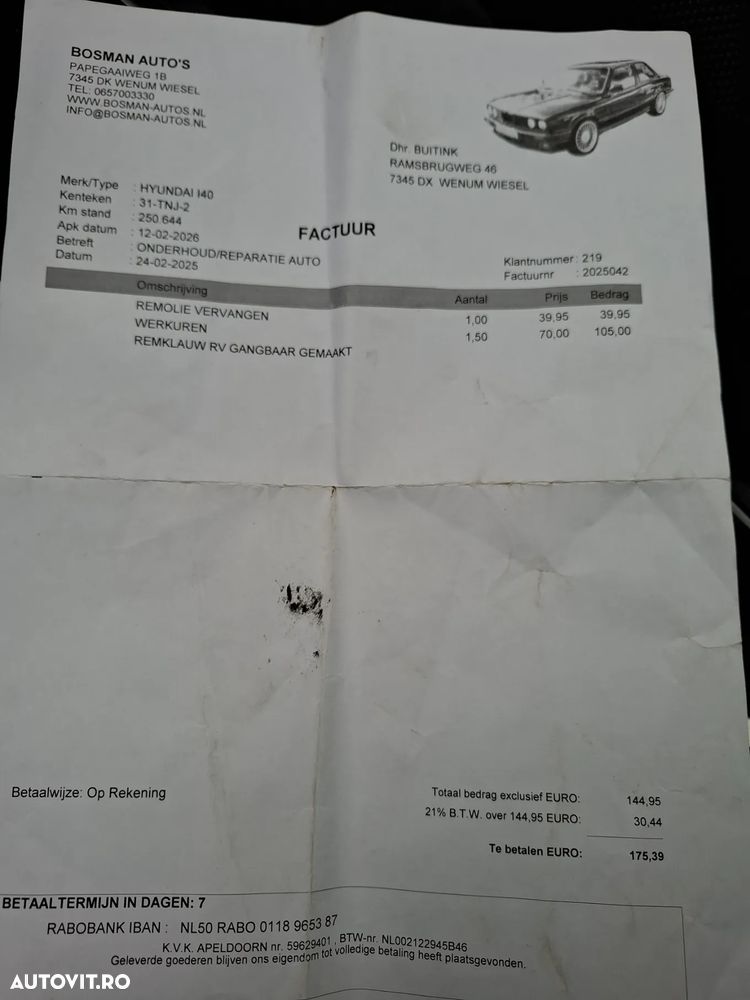 BOSMAN AUTO'S
PAPEGAAIWEG 1B
7345 DK WENUM WIESEL
TEL: 0657003330
WWW.BOSMAN-AUTOS.NL
INFO@BOSMAN-AUTOS.NL
Dhr. BUITINK
RAMSBRUGWEG 46
7345 DX WENUM WIESEL
Merk/Type : HYUNDAI I40
Kenteken : 31-TNJ-2
Km stand : 250.644
Apk datum : 12-02-2026
Betreft : ONDERHOUD/REPARATIE AUTO
Datum : 24-02-2025
FACTUUR
Klantnummer : 219
Factuurnr : 2025042
Omschrijving Aantal Prijs Bedrag
REMOLIE VERVANGEN 1,00 39,95 39,95
WERKUREN 1,50 70,00 105,00
REMKLAUW RV GANGBAAR GEMAAKT
Betaalwijze: Op Rekening
Totaal bedrag exclusief EURO: 144,95
21% B.T.W. over 144,95 EURO: 30,44
Te betalen EURO: 175,39
BETAALTERMIJN IN DAGEN: 7
RABOBANK IBAN : NL50 RABO 0118 9653 87
K.V.K. APELDOORN nr. 59629401 , BTW-nr. NL002122945B46
Geleverde goederen blijven ons eigendom tot volledige betaling heeft plaatsgevonden.
AUTOVIT.RO